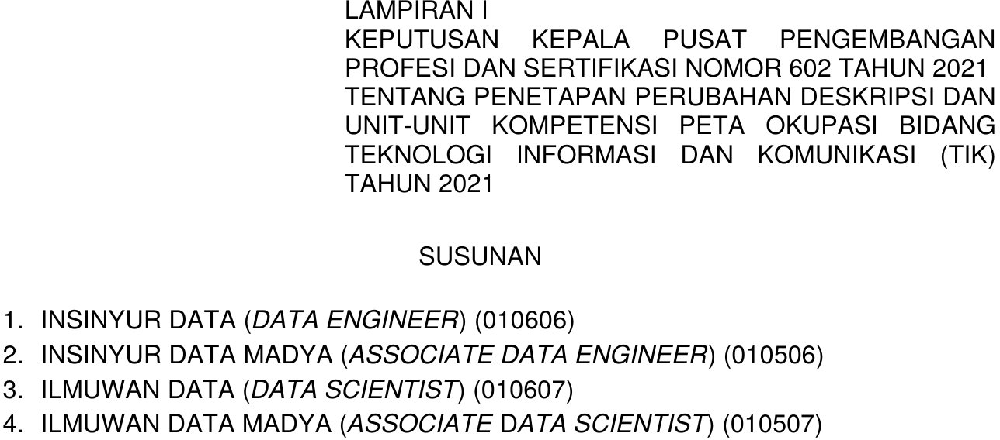 LAMPIRAN I
KEPUTUSAN KEPALA PUSAT PENGEMBANGAN
PROFESI DAN SERTIFIKASI NOMOR 602 TAHUN 2021
TENTANG PENETAPAN PERUBAHAN DESKRIPSI DAN
UNIT-UNIT KOMPETENSI PETA OKUPASI BIDANG
TEKNOLOGI INFORMASI DAN KOMUNIKASI (TIK)
TAHUN 2021
SUSUNAN
1. INSINYUR DATA (DATA ENGINEER) (010606)
2. INSINYUR DATA MADYA (ASSOCIATE DATA ENGINEER) (010506)
3. ILMUWAN DATA (DATA SCIENTIST) (010607)
4. ILMUWAN DATA MADYA (ASSOCIATE DATA SCIENTIST) (010507)